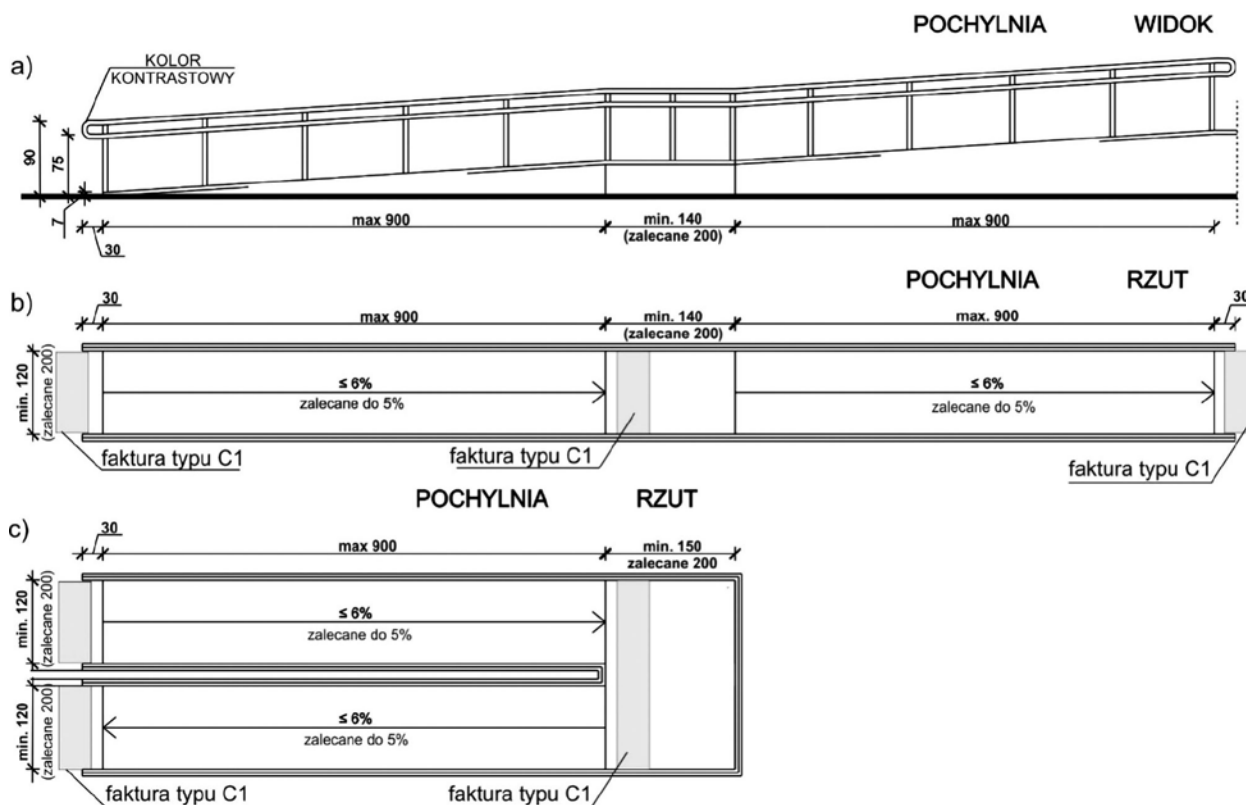 POCHYLNIA WIDOK
a)
KOLOR
KONTRASTOWY
90
75
7
30
max 900
min. 140
(zalecane 200)
max 900
POCHYLNIA RZUT
b)
30
max 900
min. 140
(zalecane 200)
max. 900
30
min. 120
(zalecane 200)
≤ 6%
zalecane do 5%
≤ 6%
zalecane do 5%
faktura typu C1
faktura typu C1
faktura typu C1
POCHYLNIA RZUT
c)
30
max 900
min. 150
zalecane 200
min. 120
(zalecane 200)
≤ 6%
zalecane do 5%
min. 120
(zalecane 200)
≤ 6%
zalecane do 5%
faktura typu C1
faktura typu C1